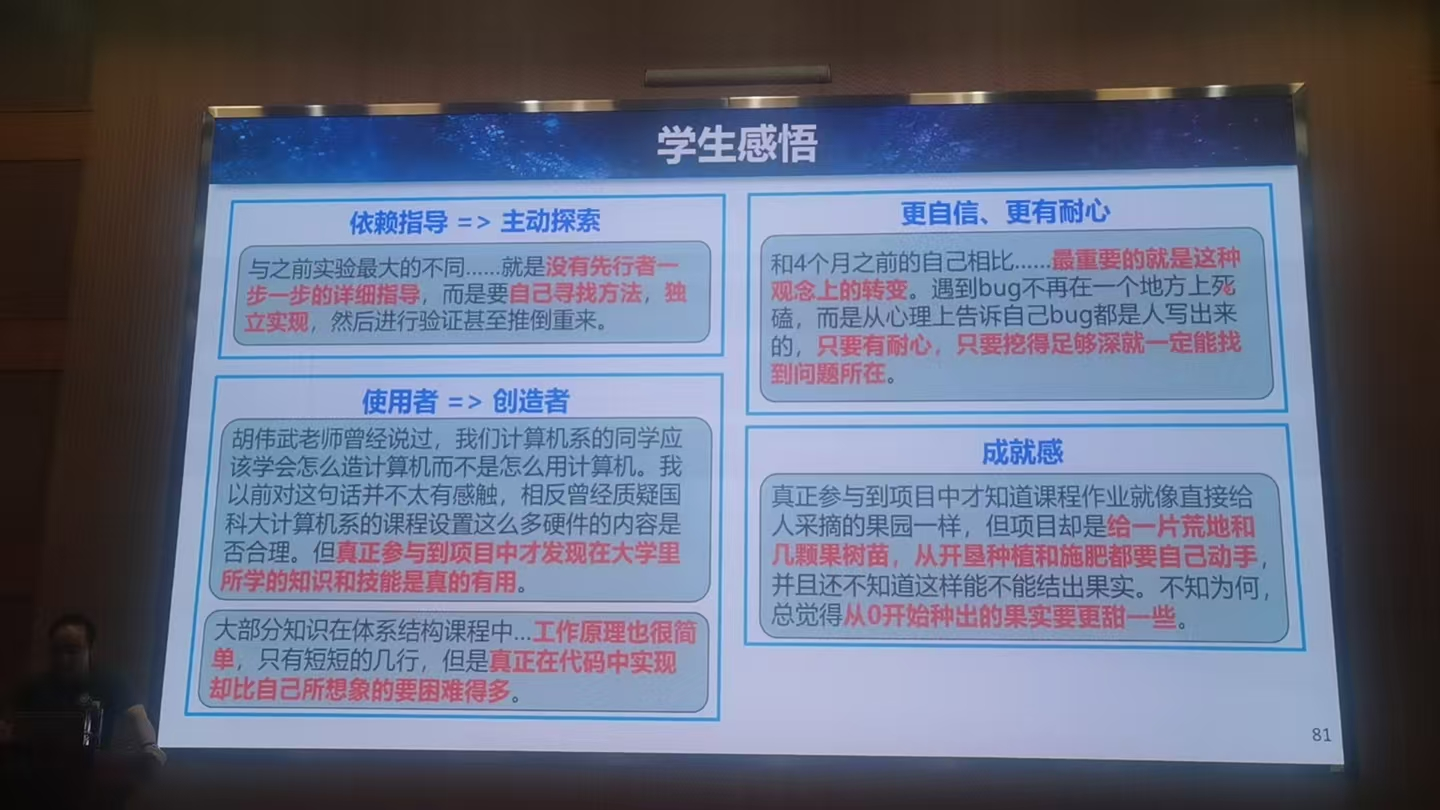 学生感悟
依赖指导 => 主动探索
与之前实验最大的不同……就是没有先行者一
步一步的详细指导，而是要自己寻找方法，独
立实现，然后进行验证甚至推倒重来。
使用者 => 创造者
胡伟武老师曾经说过，我们计算机系的同学应
该学会怎么造计算机而不是怎么用计算机。我
以前对这句话并不太有感触，相反曾经质疑国
科大计算机系的课程设置这么多硬件的内容是
否合理。但真正参与到项目中才发现在大学里
所学的知识和技能是真的有用。
大部分知识在体系结构课程中…工作原理也很简
单，只有短短的几行，但是真正在代码中实现
却比自己所想象的要困难得多。
更自信、更有耐心
和4个月之前的自己相比……最重要的就是这种
观念上的转变。遇到bug不再在一个地方上死
磕，而是从心理上告诉自己bug都是人写出来
的，只要有耐心，只要挖得足够深就一定能找
到问题所在。
成就感
真正参与到项目中才知道课程作业就像直接给
人采摘的果园一样，但项目却是给一片荒地和
几颗果树苗，从开垦种植和施肥都要自己动手，
并且还不知道这样能不能结出果实。不知为何，
总觉得从0开始种出的果实要更甜一些。
81